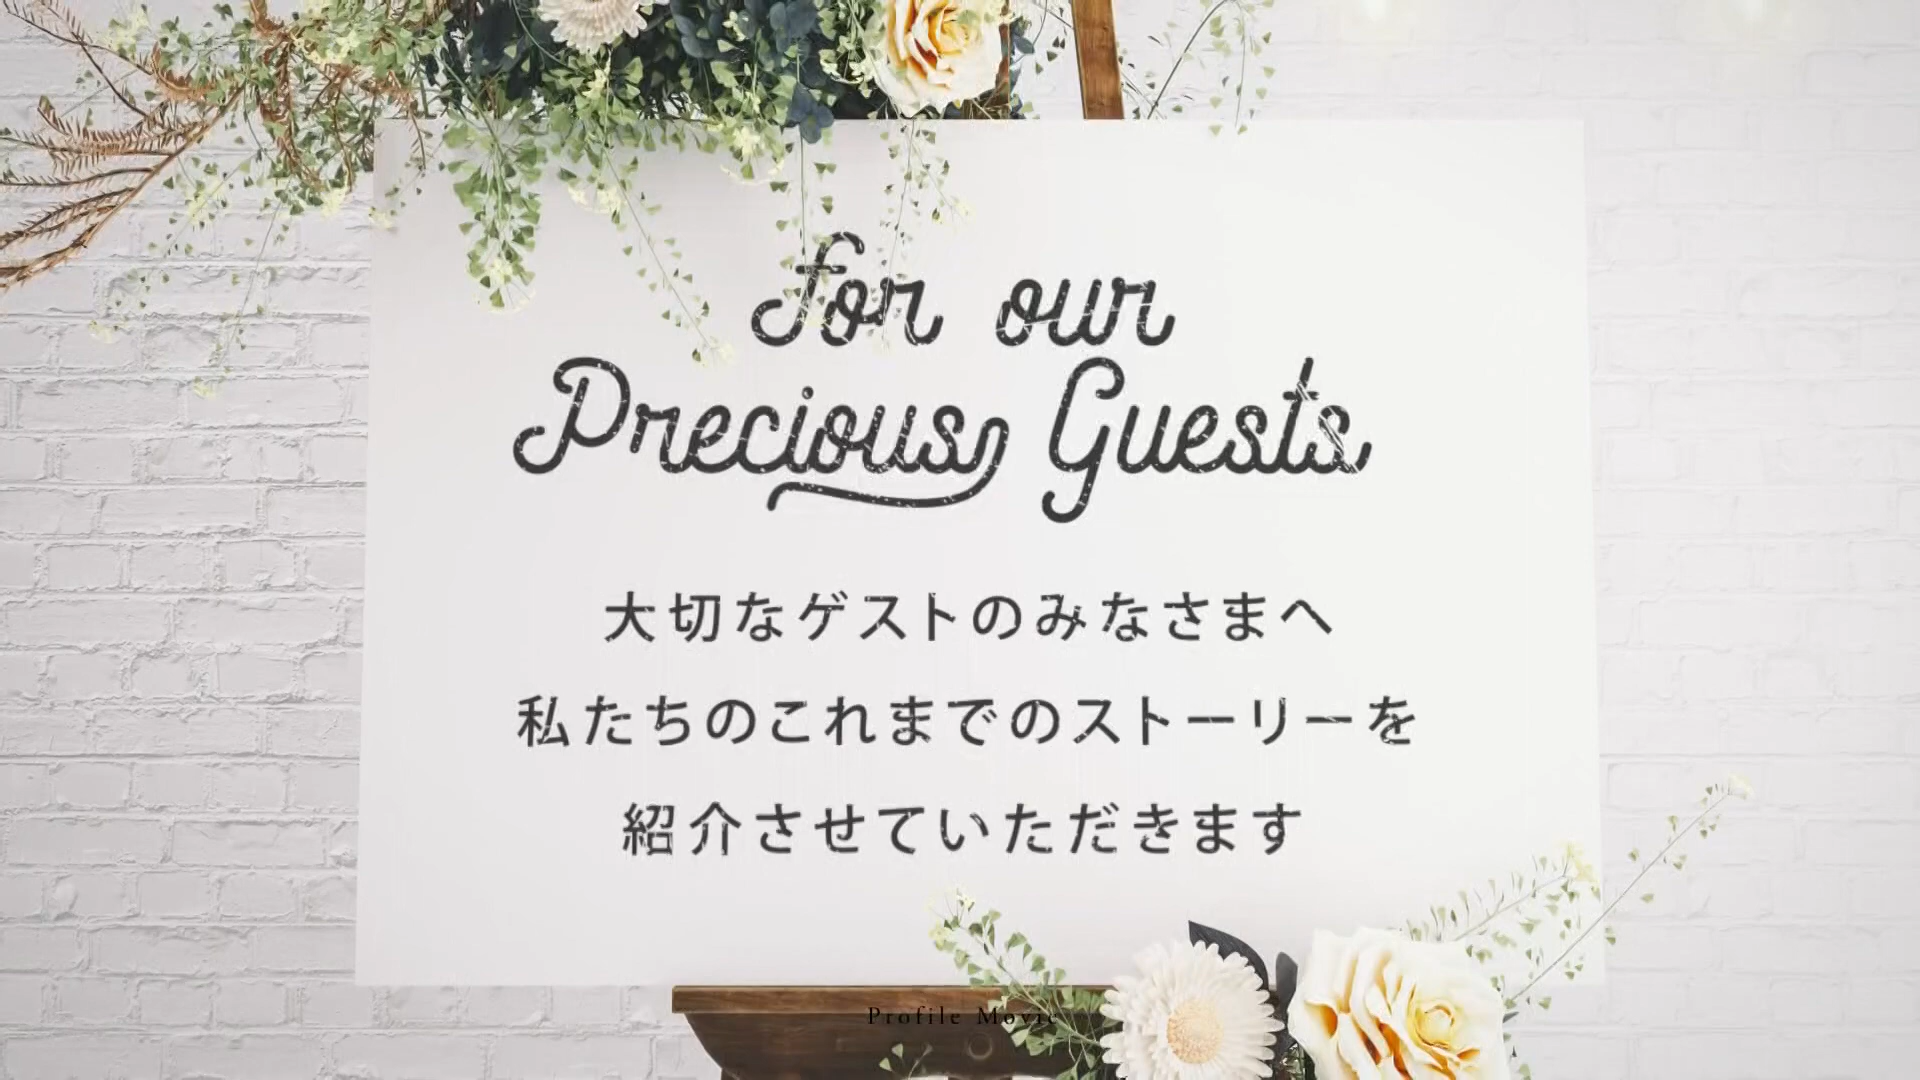 for our
Precious Guests
大切なゲストのみなさまへ
私たちのこれまでのストーリーを
紹介させていただきます
Profile Movie